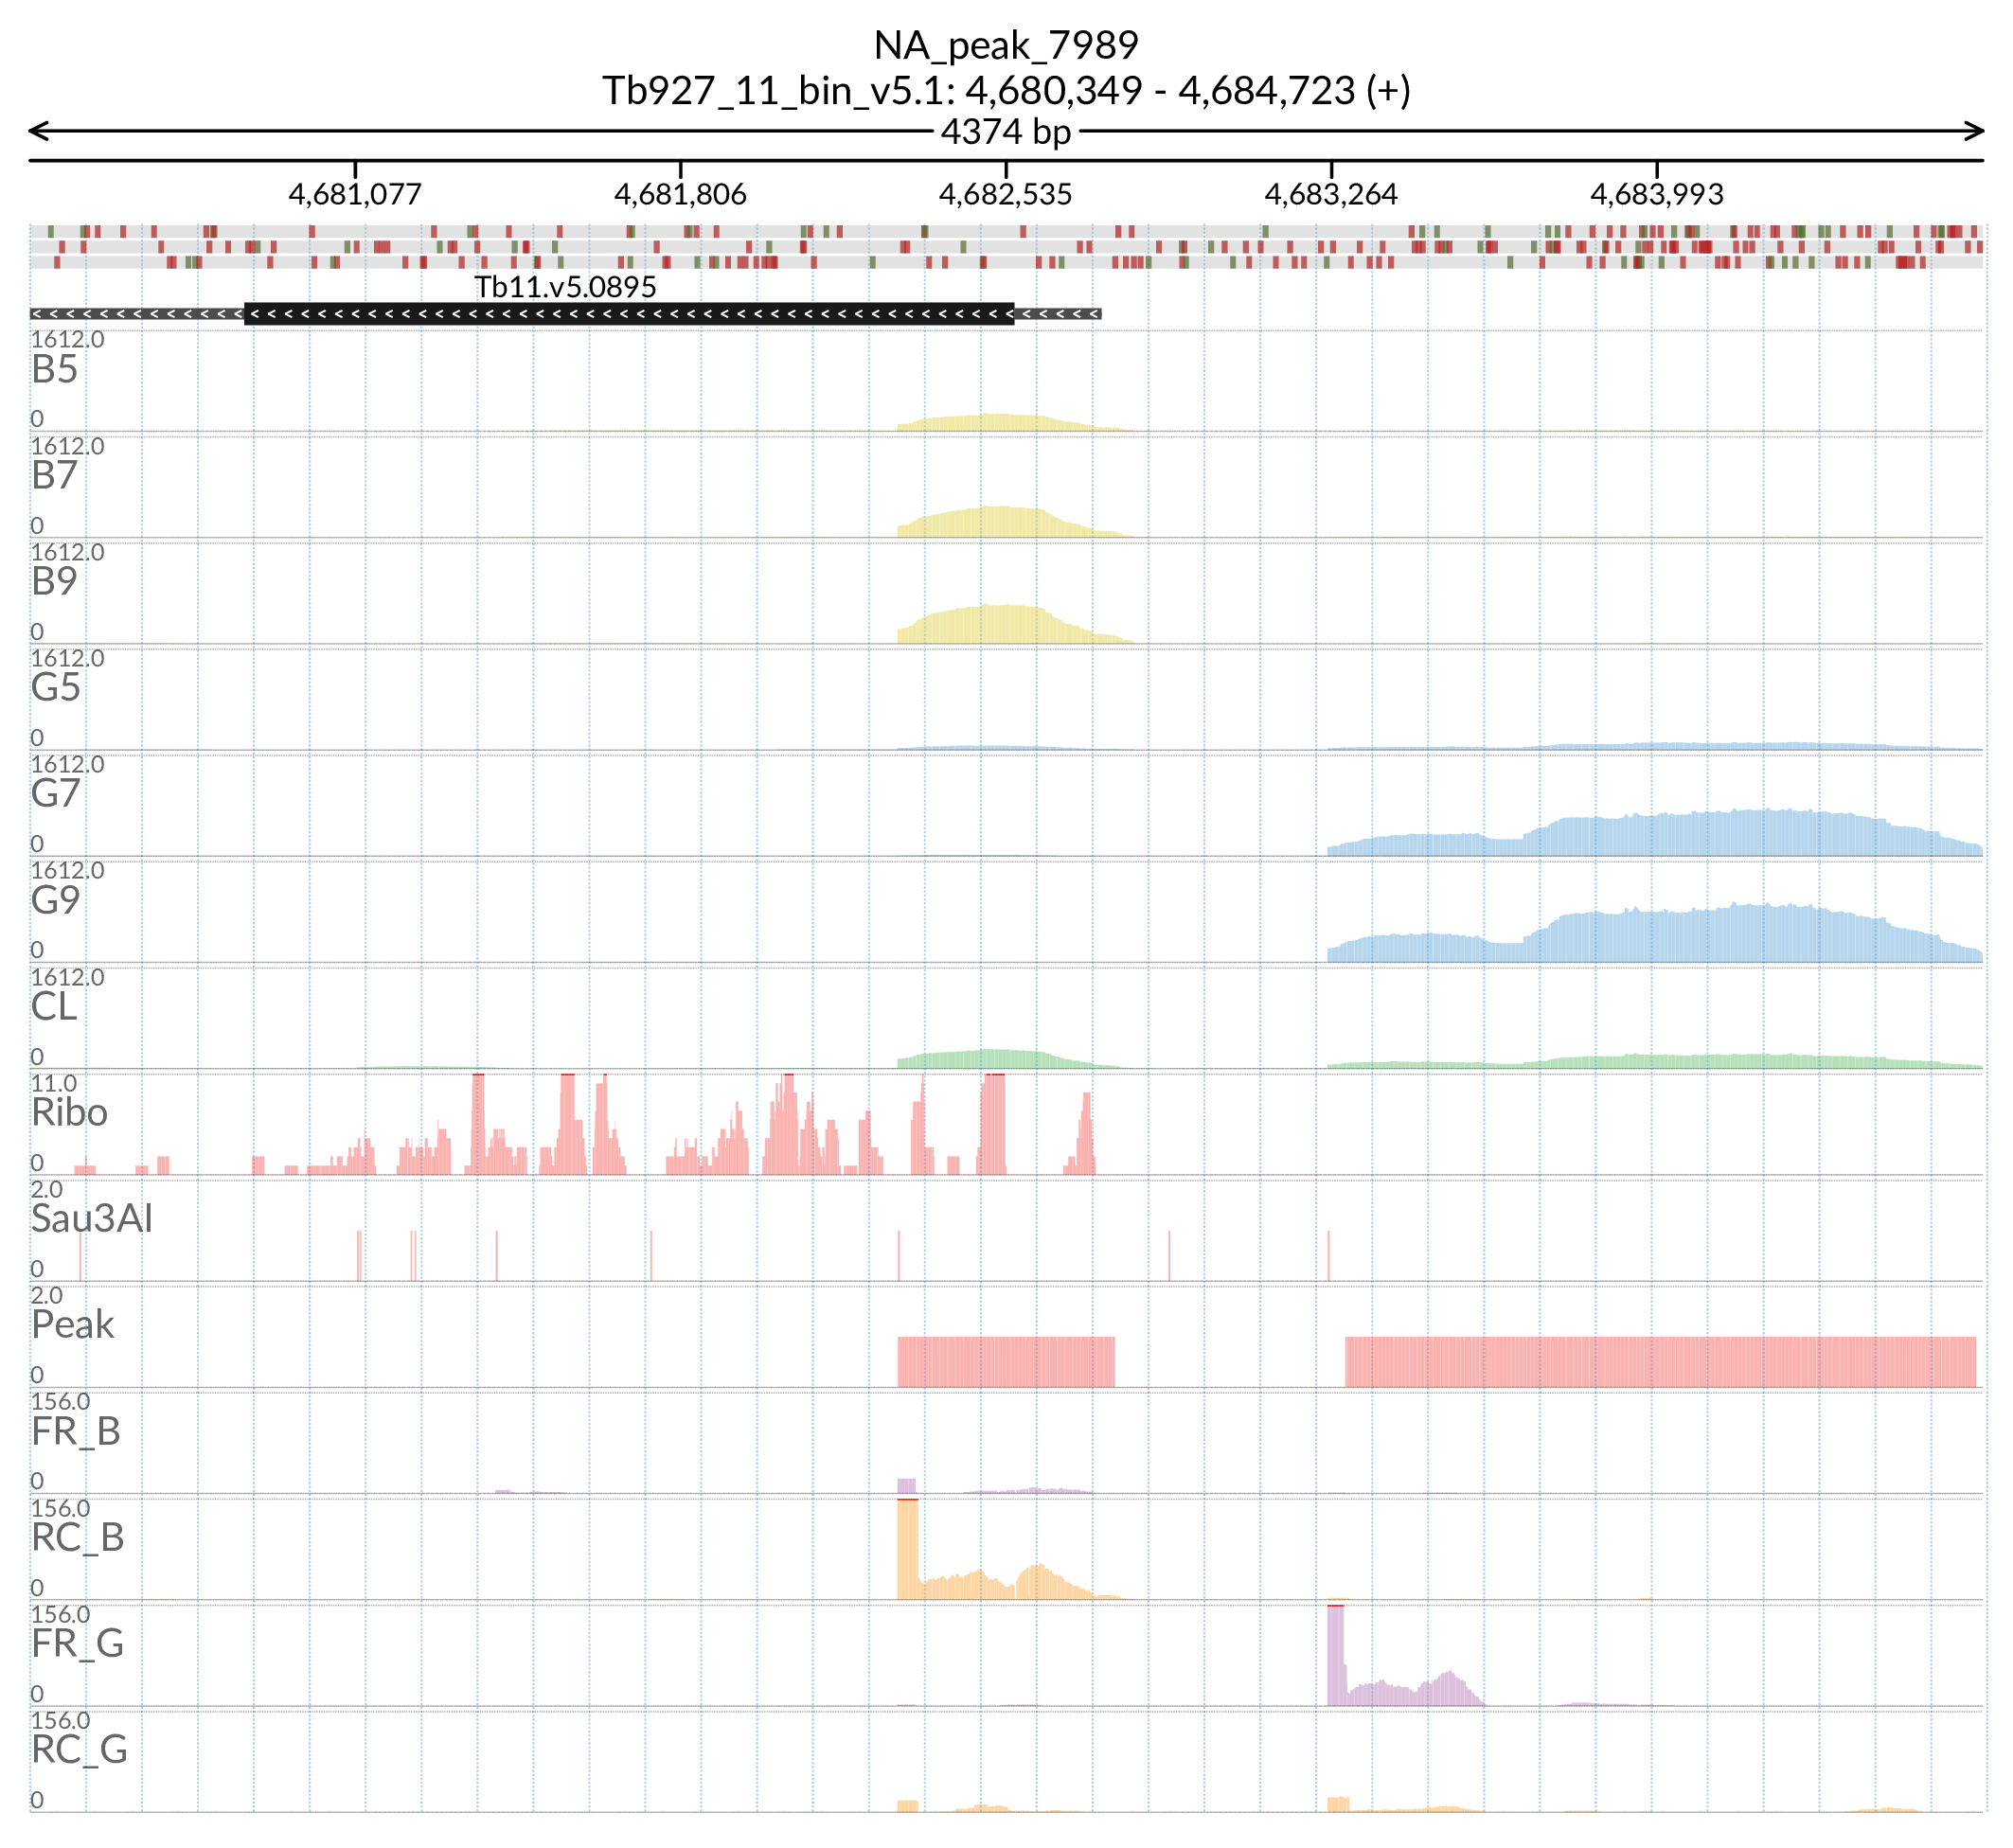 NA_peak_7989
Tb927_11_bin_v5.1: 4,680,349 - 4,684,723 (+)
4374 bp
4,681,077 4,681,806 4,682,535 4,683,264 4,683,993
Tb11.v5.0895
1612.0
B5
0
1612.0
B7
0
1612.0
B9
0
1612.0
G5
0
1612.0
G7
0
1612.0
G9
0
1612.0
CL
0
11.0
Ribo
0
2.0
Sau3AI
0
2.0
Peak
0
156.0
FR_B
0
156.0
RC_B
0
156.0
FR_G
0
156.0
RC_G
0